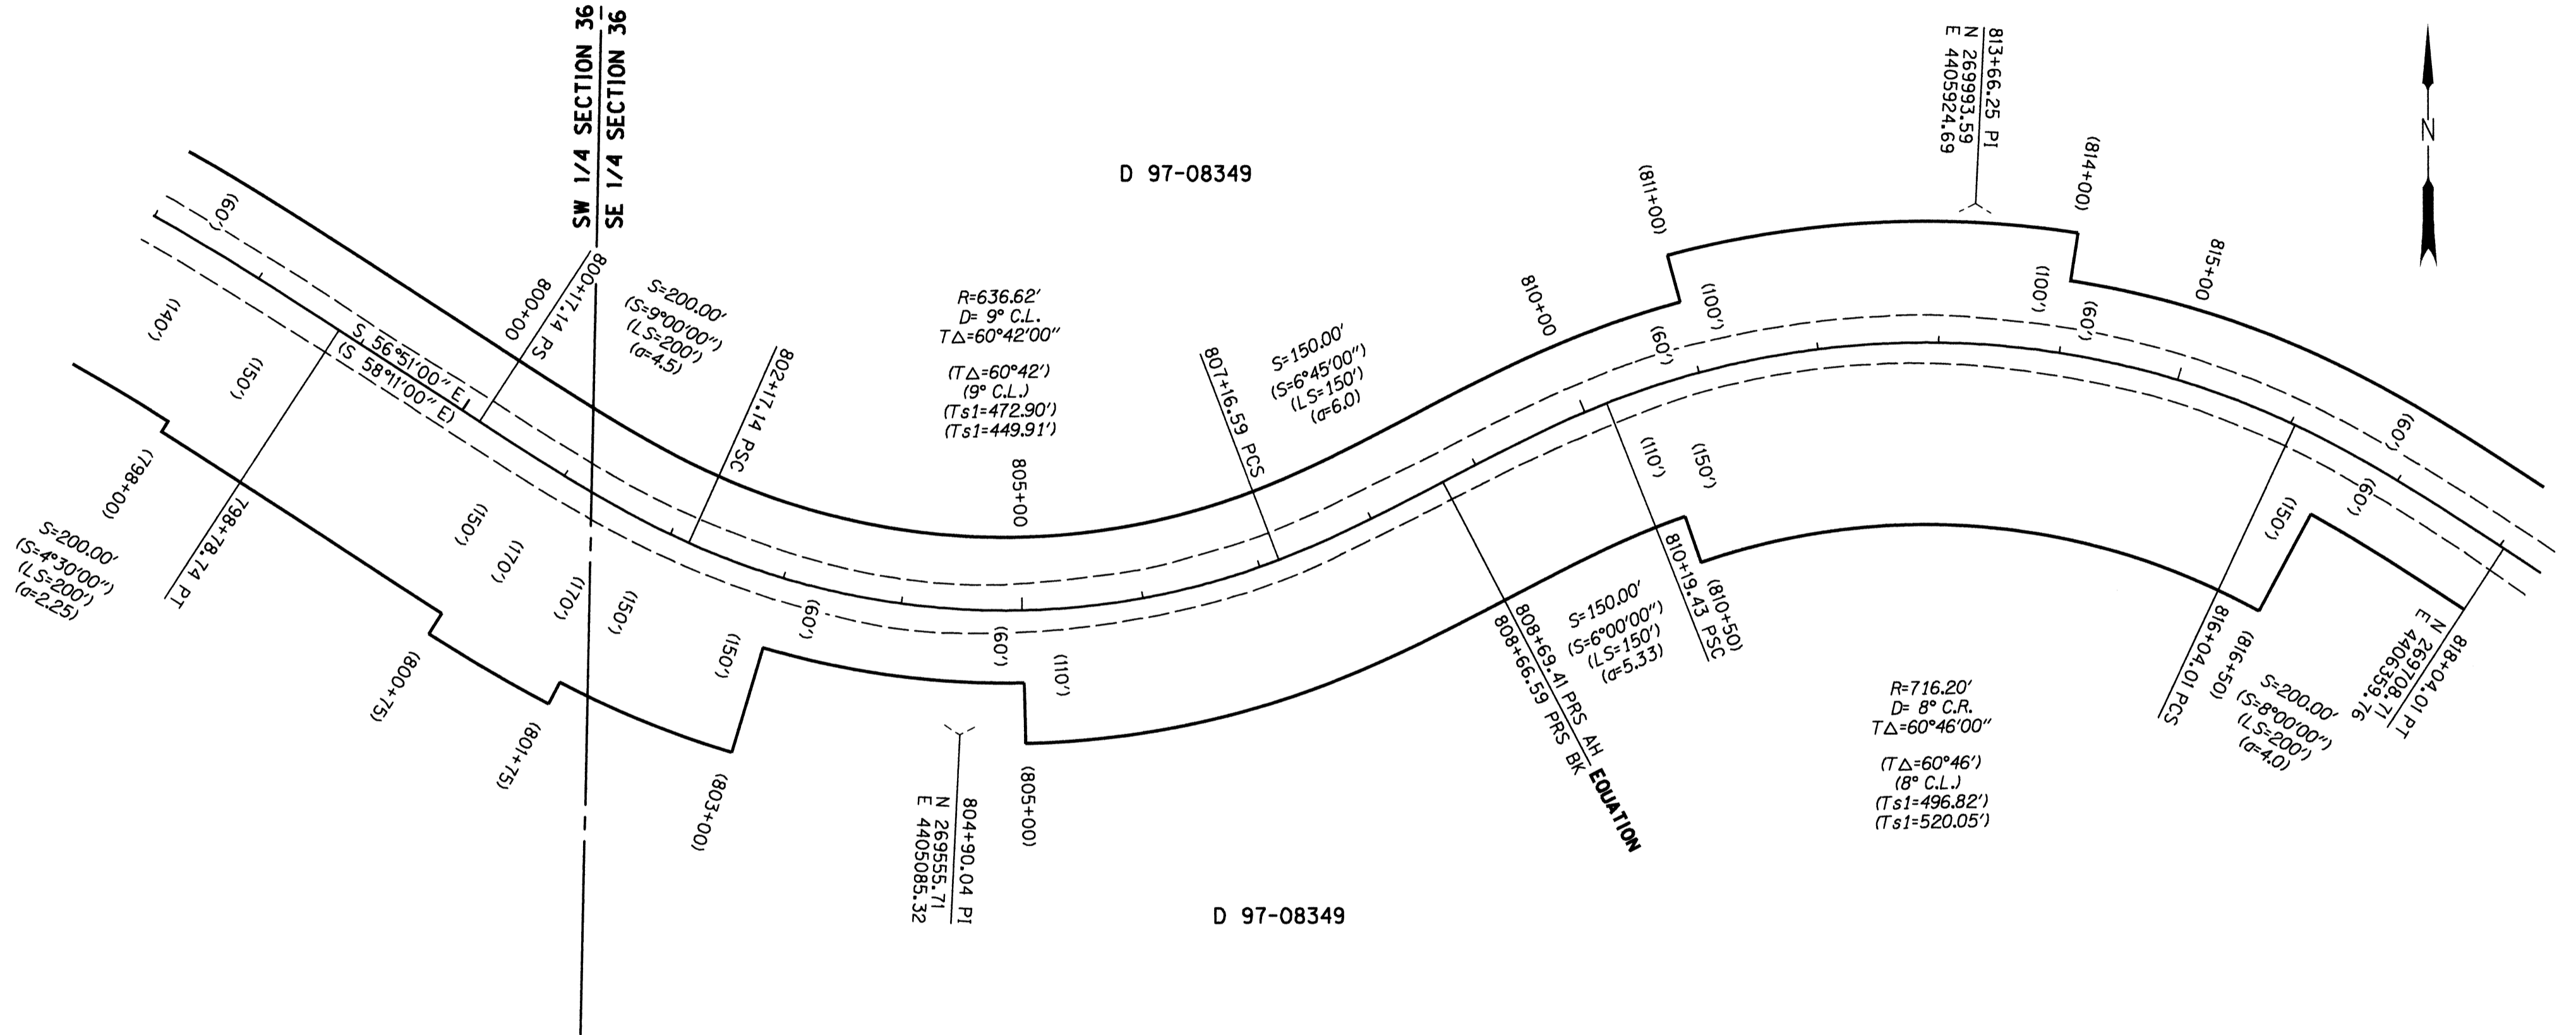 SW 1/4 SECTION 36
SE 1/4 SECTION 36
D 97-08349
813+66.25 PI
N 269993.59
E 4405924.69
N
(60')
(140')
(150')
(798+00)
798+78.74 PT
S=200.00'
(S=4°30'00")
(LS=200')
(a=2.25)
S 56°51'00" E
(S 58°11'00" E)
800+00
800+17.14 PS
S=200.00'
(S=9°00'00")
(LS=200')
(a=4.5)
802+17.14 PSC
(150')
(170')
(170')
(150')
(150')
(800+75)
(801+75)
(803+00)
R=636.62'
D= 9° C.L.
T△=60°42'00"
(T△=60°42')
(9° C.L.)
(Ts1=472.90')
(Ts1=449.91')
805+00
(60')
(60')
(110')
(805+00)
804+90.04 PI
N 269555.71
E 4405085.32
807+16.59 PCS
S=150.00'
(S=6°45'00")
(LS=150')
(a=6.0)
808+69.41 PRS AH
808+66.59 PRS BK
EQUATION
810+00
(811+00)
(100')
(60')
(110')
(150')
810+19.43 PSC
(810+50)
S=150.00'
(S=6°00'00")
(LS=150')
(a=5.33)
R=716.20'
D= 8° C.R.
T△=60°46'00"
(T△=60°46')
(8° C.L.)
(Ts1=496.82')
(Ts1=520.05')
(814+00)
(100')
(60')
815+00
(60')
(60')
(150')
816+04.01 PCS
(816+50)
S=200.00'
(S=8°00'00")
(LS=200')
(a=4.0)
818+04.01 PT
N 269708.71
E 4406359.76
D 97-08349